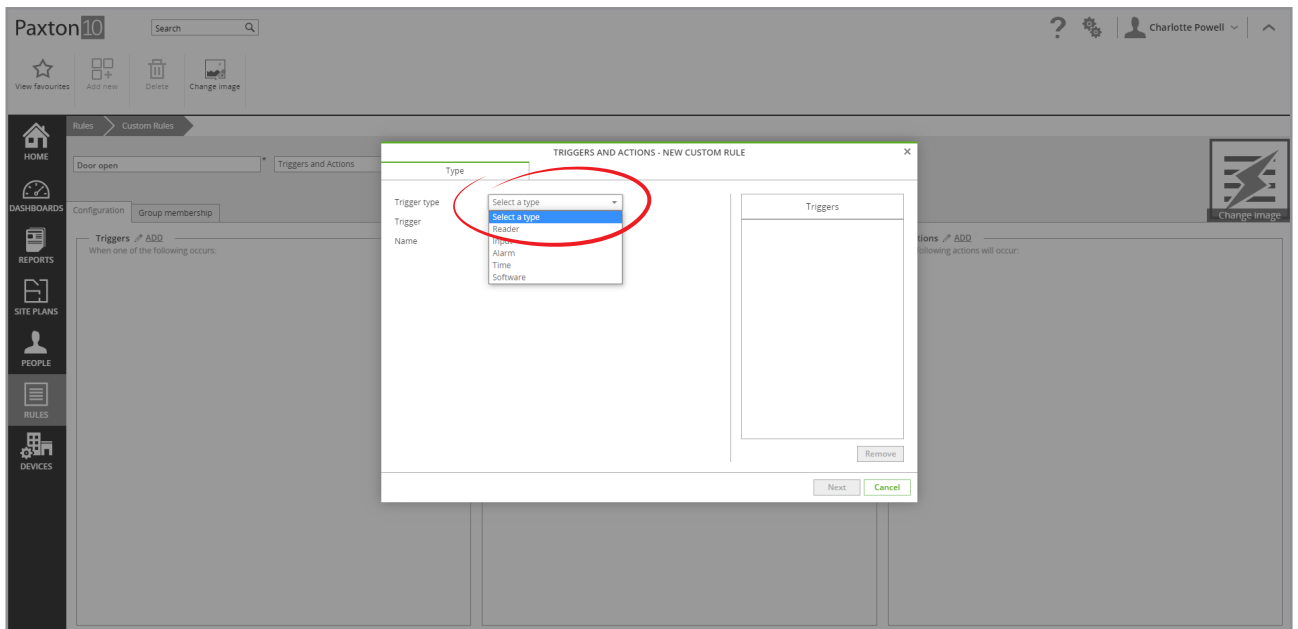 Paxton10
Search
Charlotte Powell
View favourites
Add new
Delete
Change image
Rules
Custom Rules
HOME
DASHBOARDS
REPORTS
SITE PLANS
PEOPLE
RULES
DEVICES
Door open
*
Triggers and Actions
Configuration
Group membership
Triggers ADD
When one of the following occurs:
TRIGGERS AND ACTIONS - NEW CUSTOM RULE
Type
Trigger type
Select a type
Select a type
Reader
Input
Alarm
Time
Software
Trigger
Name
Triggers
Remove
Next
Cancel
ADD
following actions will occur:
Change image